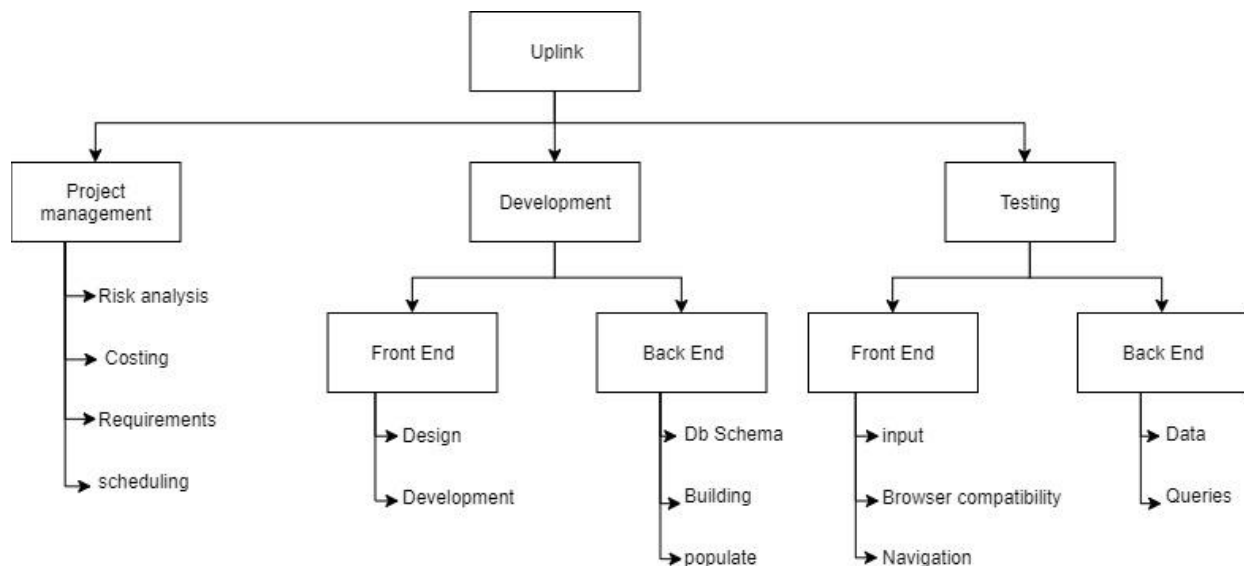 Uplink
Project
management
Development
Testing
Risk analysis
Costing
Requirements
scheduling
Front End
Back End
Front End
Back End
Design
Development
Db Schema
Building
populate
input
Browser compatibility
Navigation
Data
Queries